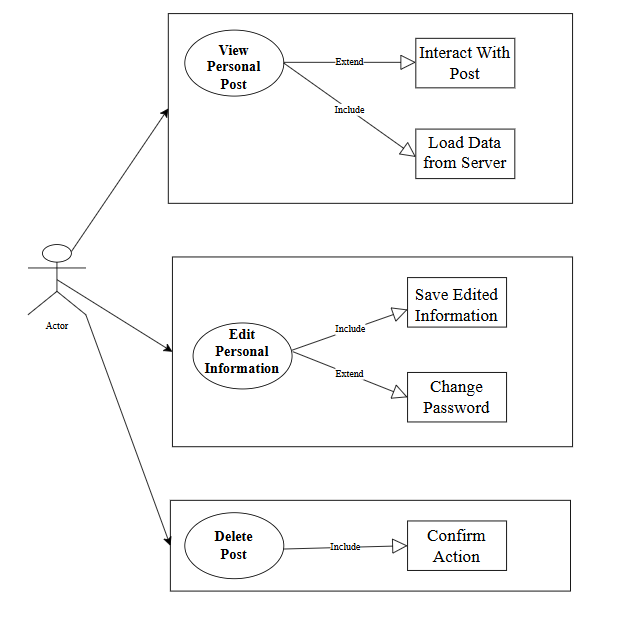 View
Personal
Post
Extend
Interact With
Post
Include
Load Data
from Server
Actor
Edit
Personal
Information
Include
Save Edited
Information
Extend
Change
Password
Delete
Post
Include
Confirm
Action